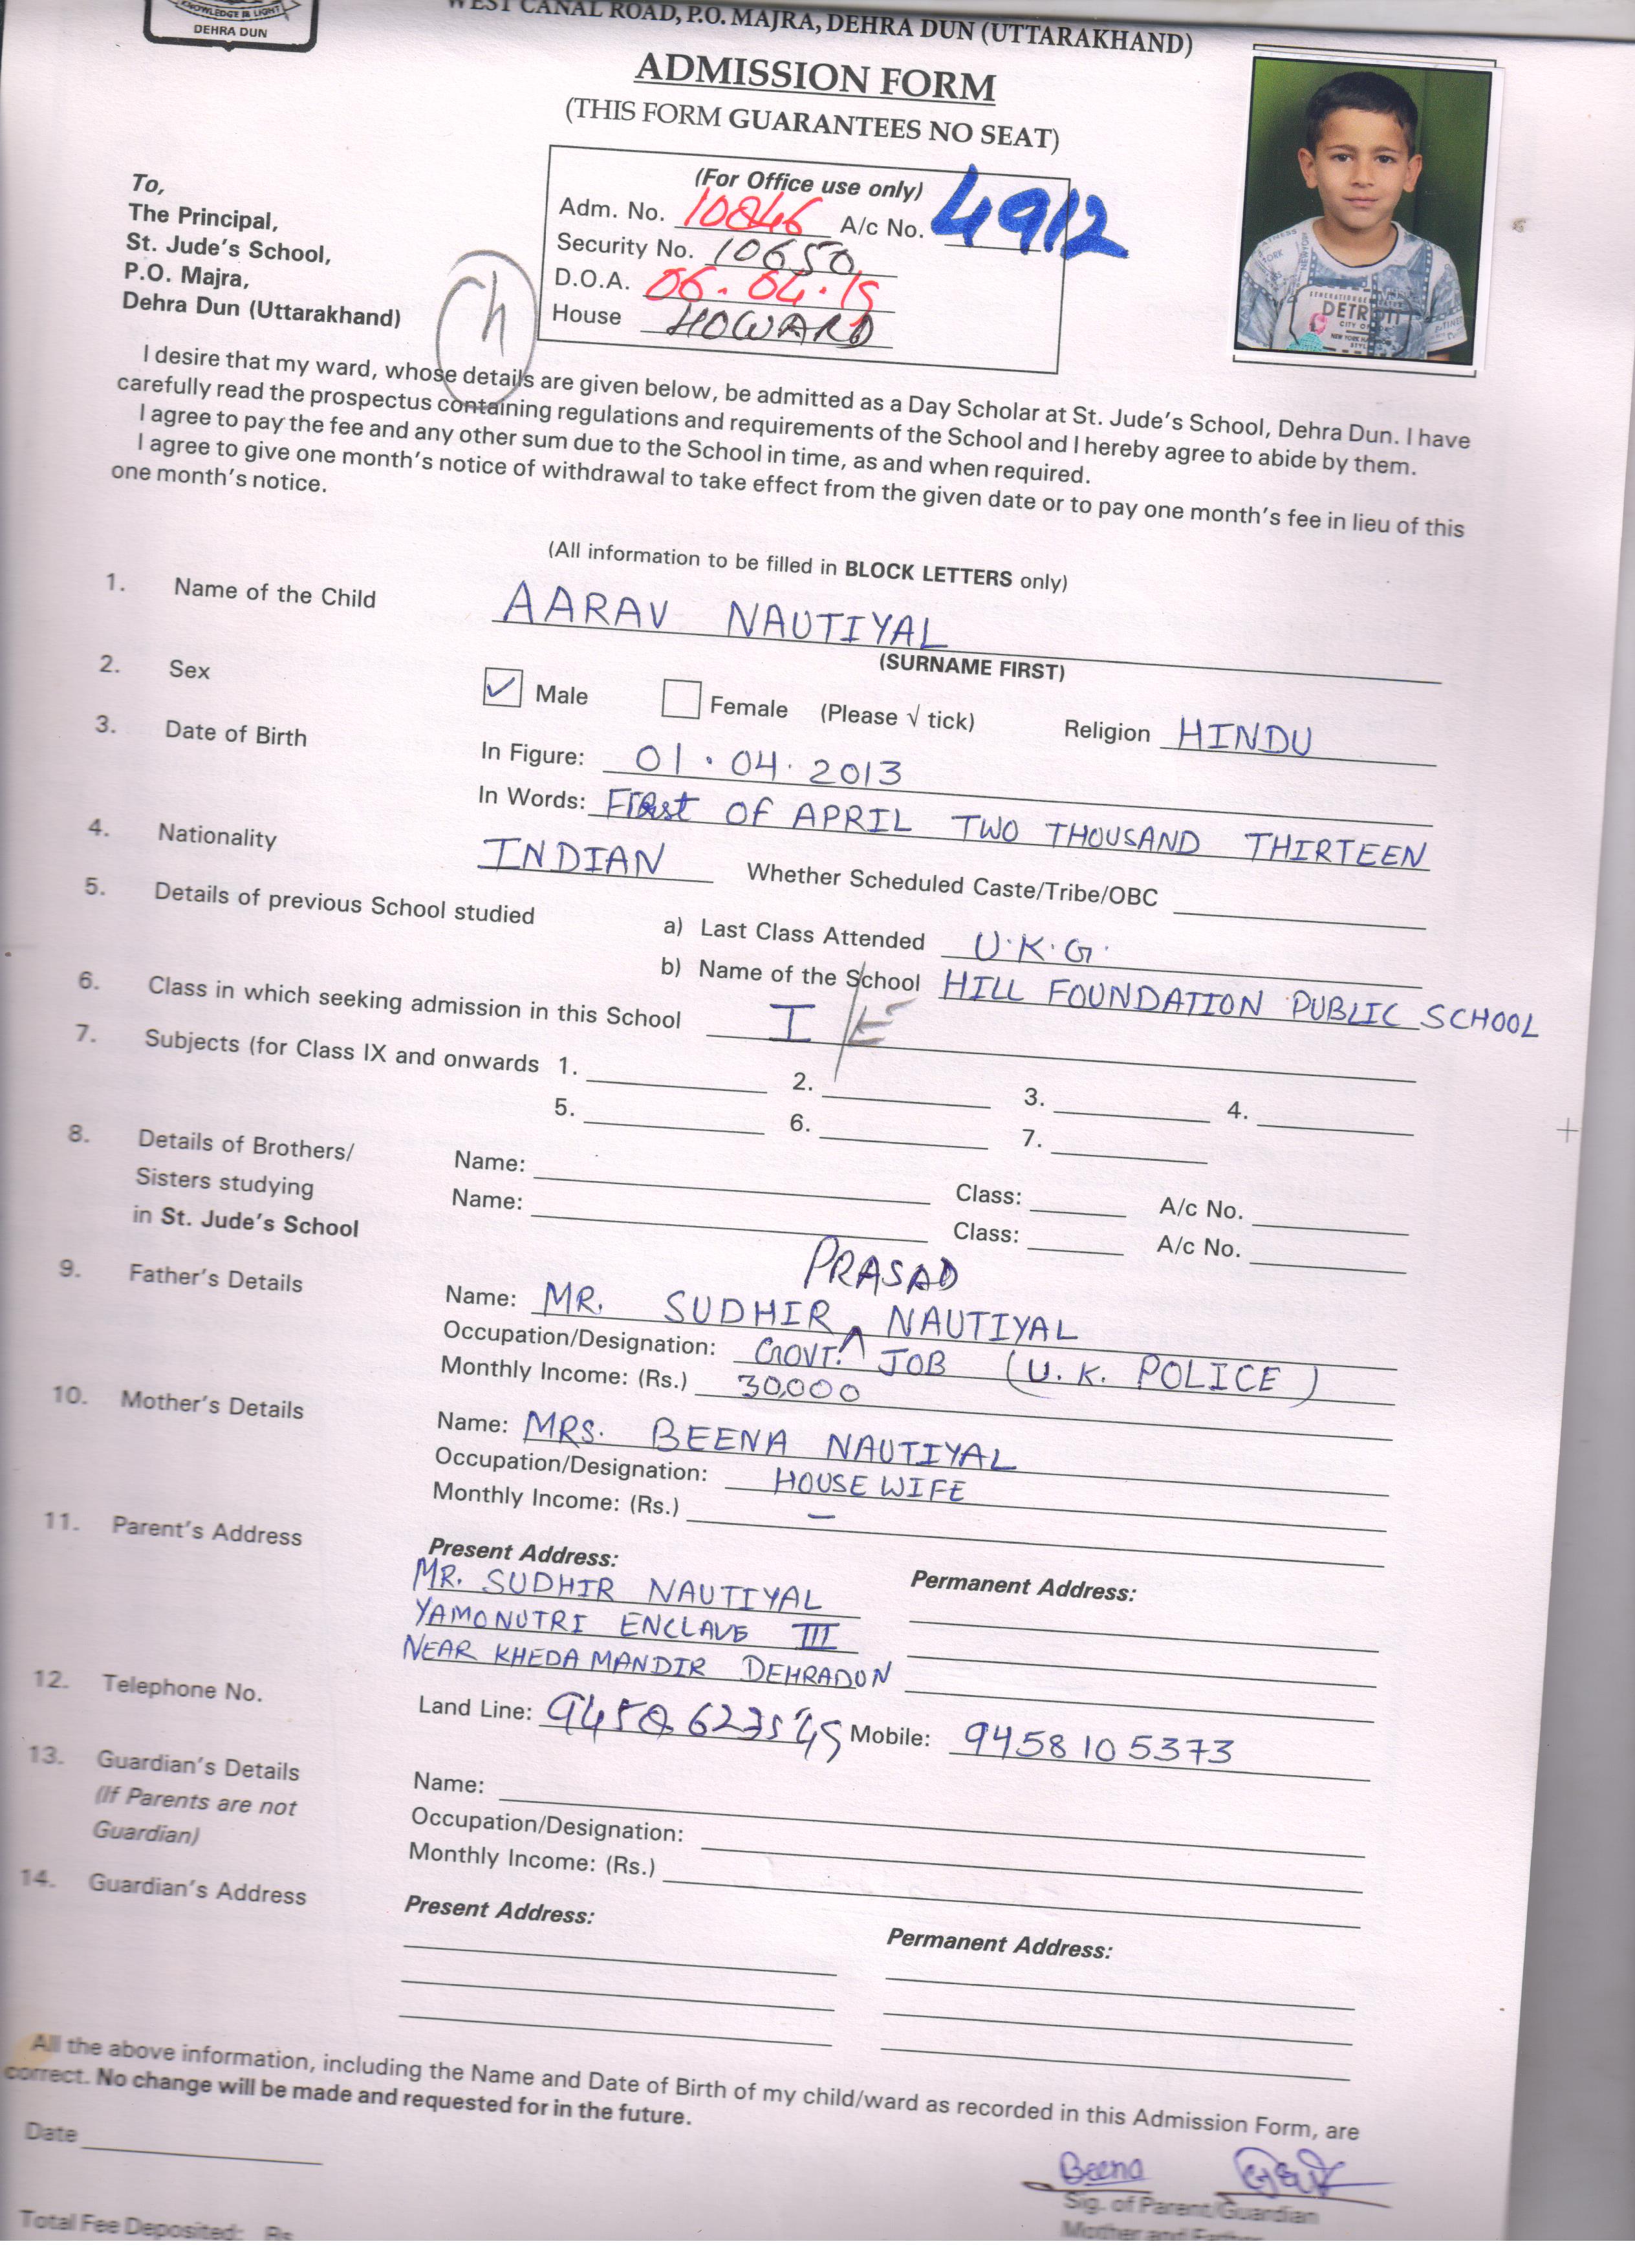 KNOWLEDGE IS LIGHT
DEHRA DUN
WEST CANAL ROAD, P.O. MAJRA, DEHRA DUN (UTTARAKHAND)
ADMISSION FORM
(THIS FORM GUARANTEES NO SEAT)
(For Office use only)
Adm. No. 10846 A/c No. 4912
Security No. 10650
D.O.A. 06.04.19
House HOWARD
To,
The Principal,
St. Jude's School,
P.O. Majra,
Dehra Dun (Uttarakhand)
h
I desire that my ward, whose details are given below, be admitted as a Day Scholar at St. Jude's School, Dehra Dun. I have
carefully read the prospectus containing regulations and requirements of the School and I hereby agree to abide by them.
I agree to pay the fee and any other sum due to the School in time, as and when required.
I agree to give one month's notice of withdrawal to take effect from the given date or to pay one month's fee in lieu of this
one month's notice.
(All information to be filled in BLOCK LETTERS only)
1. Name of the Child AARAV NAUTIYAL
(SURNAME FIRST)
2. Sex ✓ Male Female (Please √ tick) Religion HINDU
3. Date of Birth In Figure: 01.04.2013
In Words: FIRst OF APRIL TWO THOUSAND THIRTEEN
4. Nationality INDIAN Whether Scheduled Caste/Tribe/OBC
5. Details of previous School studied a) Last Class Attended U.K.G.
b) Name of the School HILL FOUNDATION PUBLIC SCHOOL
6. Class in which seeking admission in this School I / E
7. Subjects (for Class IX and onwards 1. 2. 3. 4.
5. 6. 7.
8. Details of Brothers/ Name: Class: A/c No.
Sisters studying Name: Class: A/c No.
in St. Jude's School
PRASAD
9. Father's Details Name: MR. SUDHIR ^ NAUTIYAL
Occupation/Designation: GOVT. JOB (U.K. POLICE)
Monthly Income: (Rs.) 30,000
10. Mother's Details Name: MRS. BEENA NAUTIYAL
Occupation/Designation: HOUSE WIFE
Monthly Income: (Rs.) –
11. Parent's Address Present Address: Permanent Address:
MR. SUDHIR NAUTIYAL
YAMONUTRI ENCLAVE III
NEAR KHEDA MANDIR DEHRADUN
12. Telephone No. Land Line: Mobile: 9458105373
13. Guardian's Details Name:
(If Parents are not Occupation/Designation:
Guardian) Monthly Income: (Rs.)
14. Guardian's Address Present Address: Permanent Address:
All the above information, including the Name and Date of Birth of my child/ward as recorded in this Admission Form, are
correct. No change will be made and requested for in the future.
Date
Beena
Sig. of Parent/Guardian
Mother and Father
Total Fee Deposited: Rs.
DETROIT
CITY OF